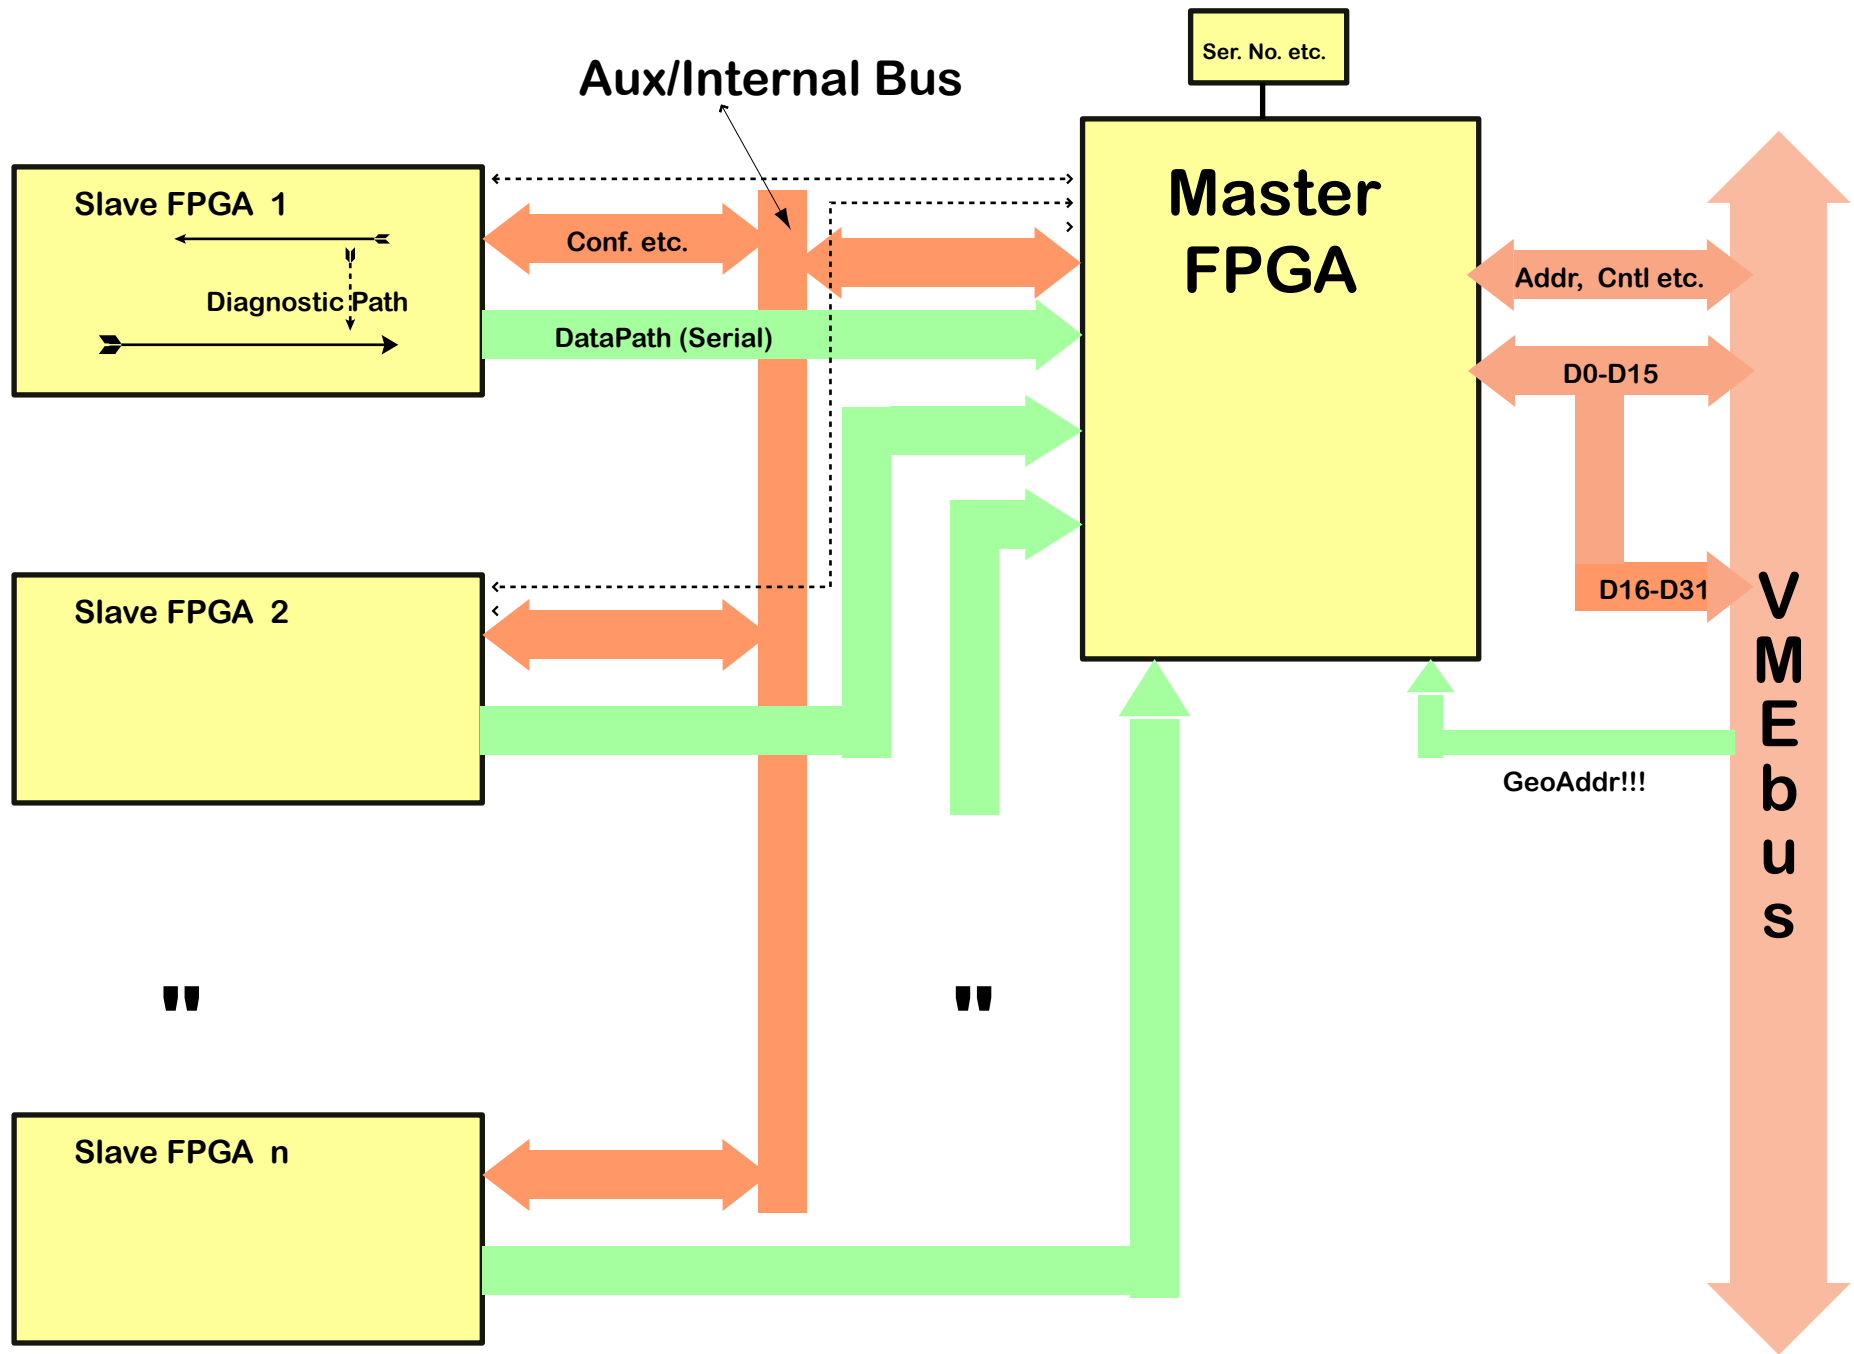 Ser. No. etc.
Aux/Internal Bus
Master
FPGA
Slave FPGA  1
Conf. etc.
Diagnostic Path
DataPath (Serial)
Addr,  Cntl etc.
D0-D15
D16-D31
Slave FPGA  2
GeoAddr!!!
V
M
E
b
u
s
"
"
Slave FPGA  n